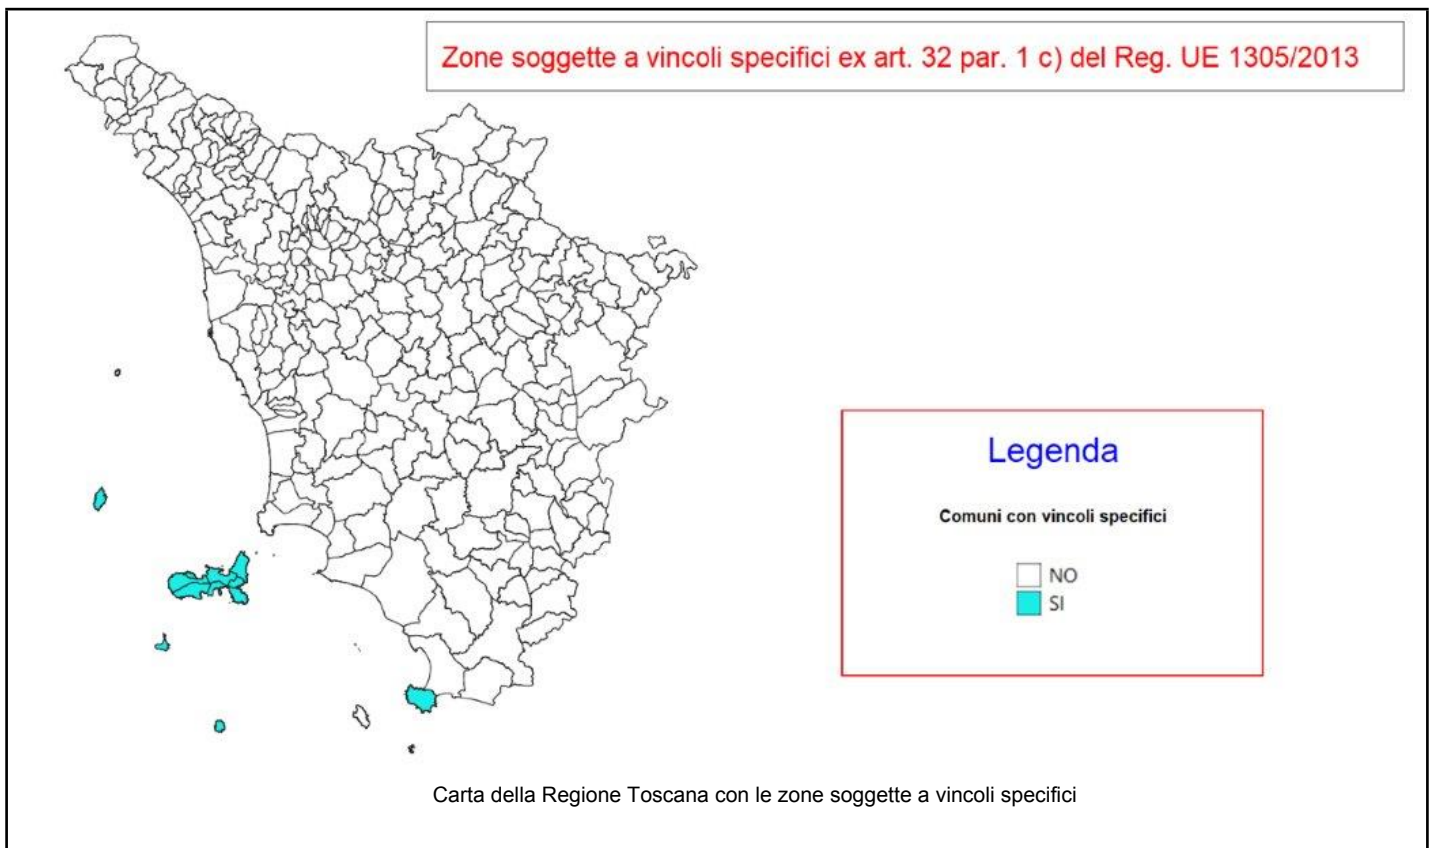 Zone soggette a vincoli specifici ex art. 32 par. 1 c) del Reg. UE 1305/2013
Legenda
Comuni con vincoli specifici
NO
SI
Carta della Regione Toscana con le zone soggette a vincoli specifici